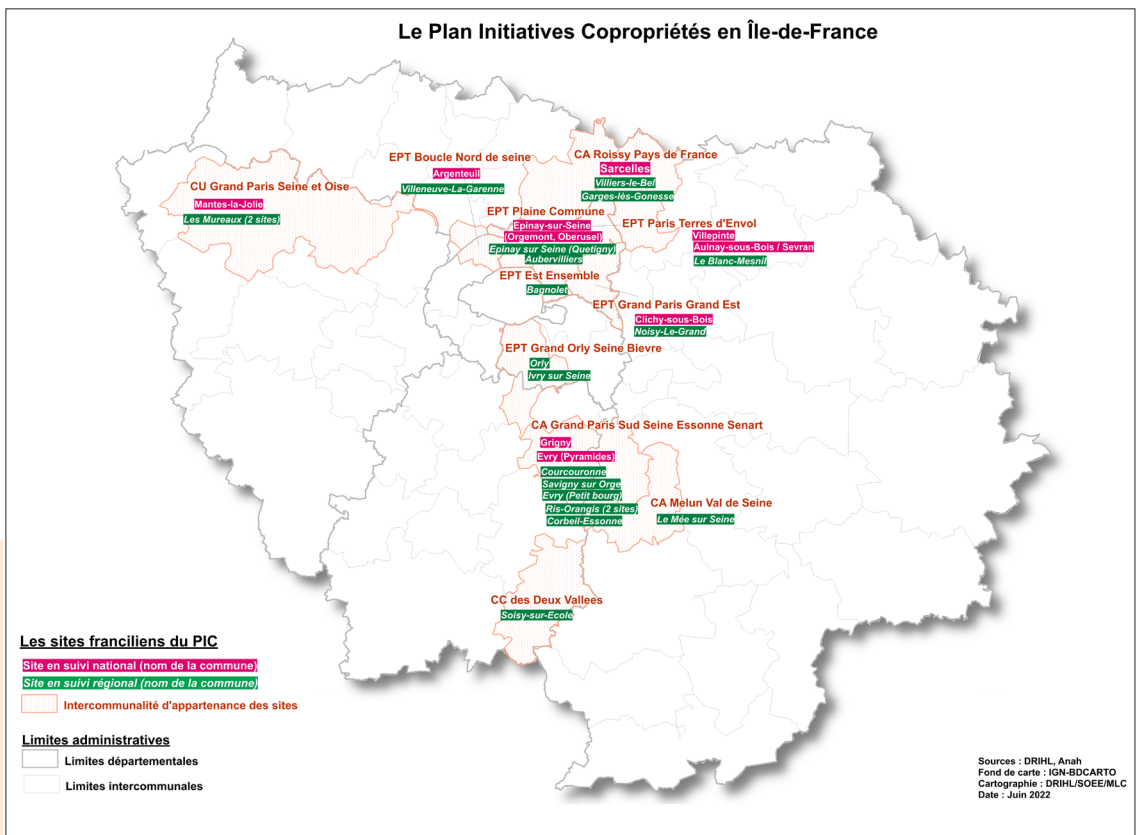 Le Plan Initiatives Copropriétés en Île-de-France
EPT Boucle Nord de seine
Argenteuil
Villeneuve-La-Garenne
CA Roissy Pays de France
Sarcelles
Villiers-le-Bel
Garges-lès-Gonesse
CU Grand Paris Seine et Oise
Mantes-la-Jolie
Les Mureaux (2 sites)
EPT Plaine Commune
Epinay-sur-Seine
(Orgemont, Oberusel)
Epinay sur Seine (Quetigny)
Aubervilliers
EPT Paris Terres d'Envol
Villepinte
Aulnay-sous-Bois / Sevran
Le Blanc-Mesnil
EPT Est Ensemble
Bagnolet
EPT Grand Paris Grand Est
Clichy-sous-Bois
Noisy-Le-Grand
EPT Grand Orly Seine Bievre
Orly
Ivry sur Seine
CA Grand Paris Sud Seine Essonne Senart
Grigny
Evry (Pyramides)
Courcouronne
Savigny sur Orge
Evry (Petit bourg)
Ris-Orangis (2 sites)
Corbeil-Essonne
CA Melun Val de Seine
Le Mée sur Seine
CC des Deux Vallees
Soisy-sur-Ecole
Les sites franciliens du PIC
Site en suivi national (nom de la commune)
Site en suivi régional (nom de la commune)
Intercommunalité d'appartenance des sites
Limites administratives
Limites départementales
Limites intercommunales
Sources : DRIHL, Anah
Fond de carte : IGN-BDCARTO
Cartographie : DRIHL/SOEE/MLC
Date : Juin 2022